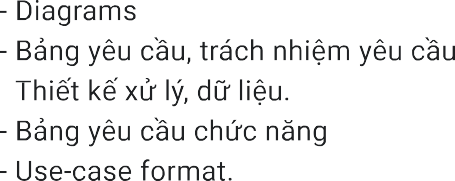 - Diagrams
- Bảng yêu cầu, trách nhiệm yêu cầu
Thiết kế xử lý, dữ liệu.
- Bảng yêu cầu chức năng
- Use-case format.